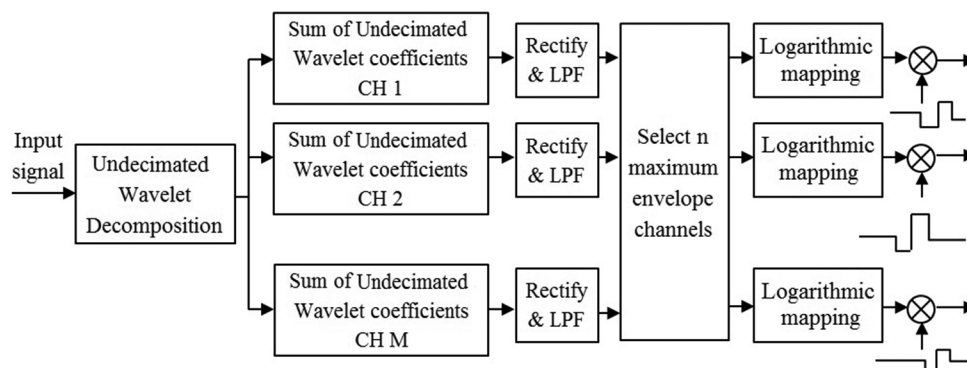 Input
signal
Undecimated
Wavelet
Decomposition
Sum of Undecimated
Wavelet coefficients
CH 1
Rectify
& LPF
Sum of Undecimated
Wavelet coefficients
CH 2
Rectify
& LPF
Sum of Undecimated
Wavelet coefficients
CH M
Rectify
& LPF
Select n
maximum
envelope
channels
Logarithmic
mapping
Logarithmic
mapping
Logarithmic
mapping